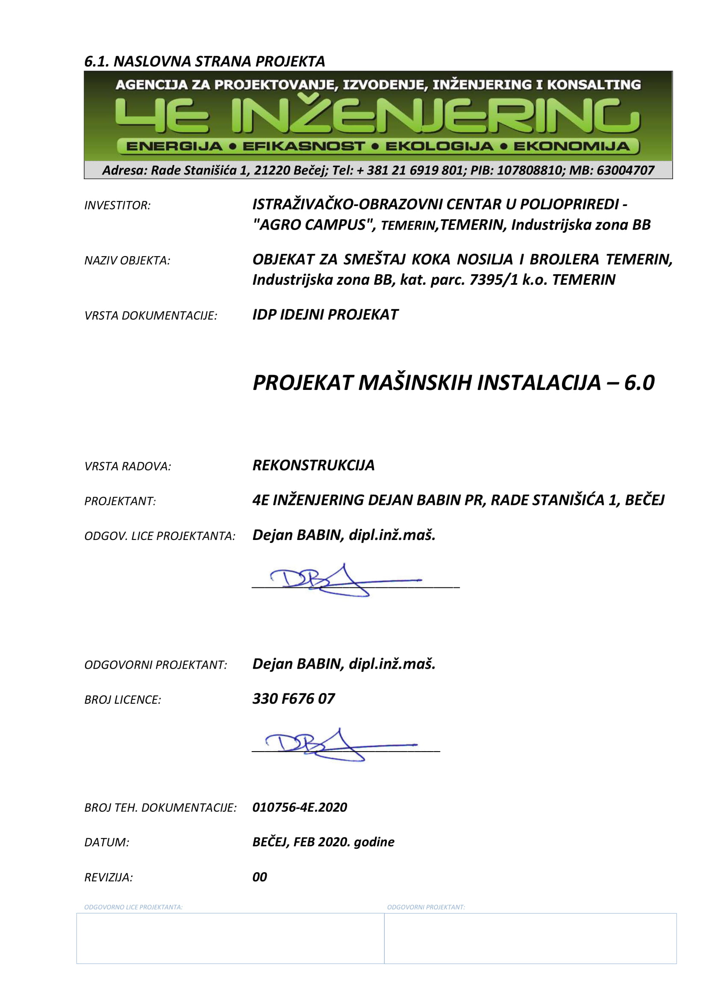 6.1. NASLOVNA STRANA PROJEKTA
AGENCIJA ZA PROJEKTOVANJE, IZVOĐENJE, INŽENJERING I KONSALTING
4E INŽENJERING
ENERGIJA • EFIKASNOST • EKOLOGIJA • EKONOMIJA
Adresa: Rade Stanišića 1, 21220 Bečej; Tel: + 381 21 6919 801; PIB: 107808810; MB: 63004707
INVESTITOR: ISTRAŽIVAČKO-OBRAZOVNI CENTAR U POLJOPRIREDI -
"AGRO CAMPUS", TEMERIN,TEMERIN, Industrijska zona BB
NAZIV OBJEKTA: OBJEKAT ZA SMEŠTAJ KOKA NOSILJA I BROJLERA TEMERIN,
Industrijska zona BB, kat. parc. 7395/1 k.o. TEMERIN
VRSTA DOKUMENTACIJE: IDP IDEJNI PROJEKAT
PROJEKAT MAŠINSKIH INSTALACIJA – 6.0
VRSTA RADOVA: REKONSTRUKCIJA
PROJEKTANT: 4E INŽENJERING DEJAN BABIN PR, RADE STANIŠIĆA 1, BEČEJ
ODGOV. LICE PROJEKTANTA: Dejan BABIN, dipl.inž.maš.
ODGOVORNI PROJEKTANT: Dejan BABIN, dipl.inž.maš.
BROJ LICENCE: 330 F676 07
BROJ TEH. DOKUMENTACIJE: 010756-4E.2020
DATUM: BEČEJ, FEB 2020. godine
REVIZIJA: 00
ODGOVORNO LICE PROJEKTANTA: ODGOVORNI PROJEKTANT: